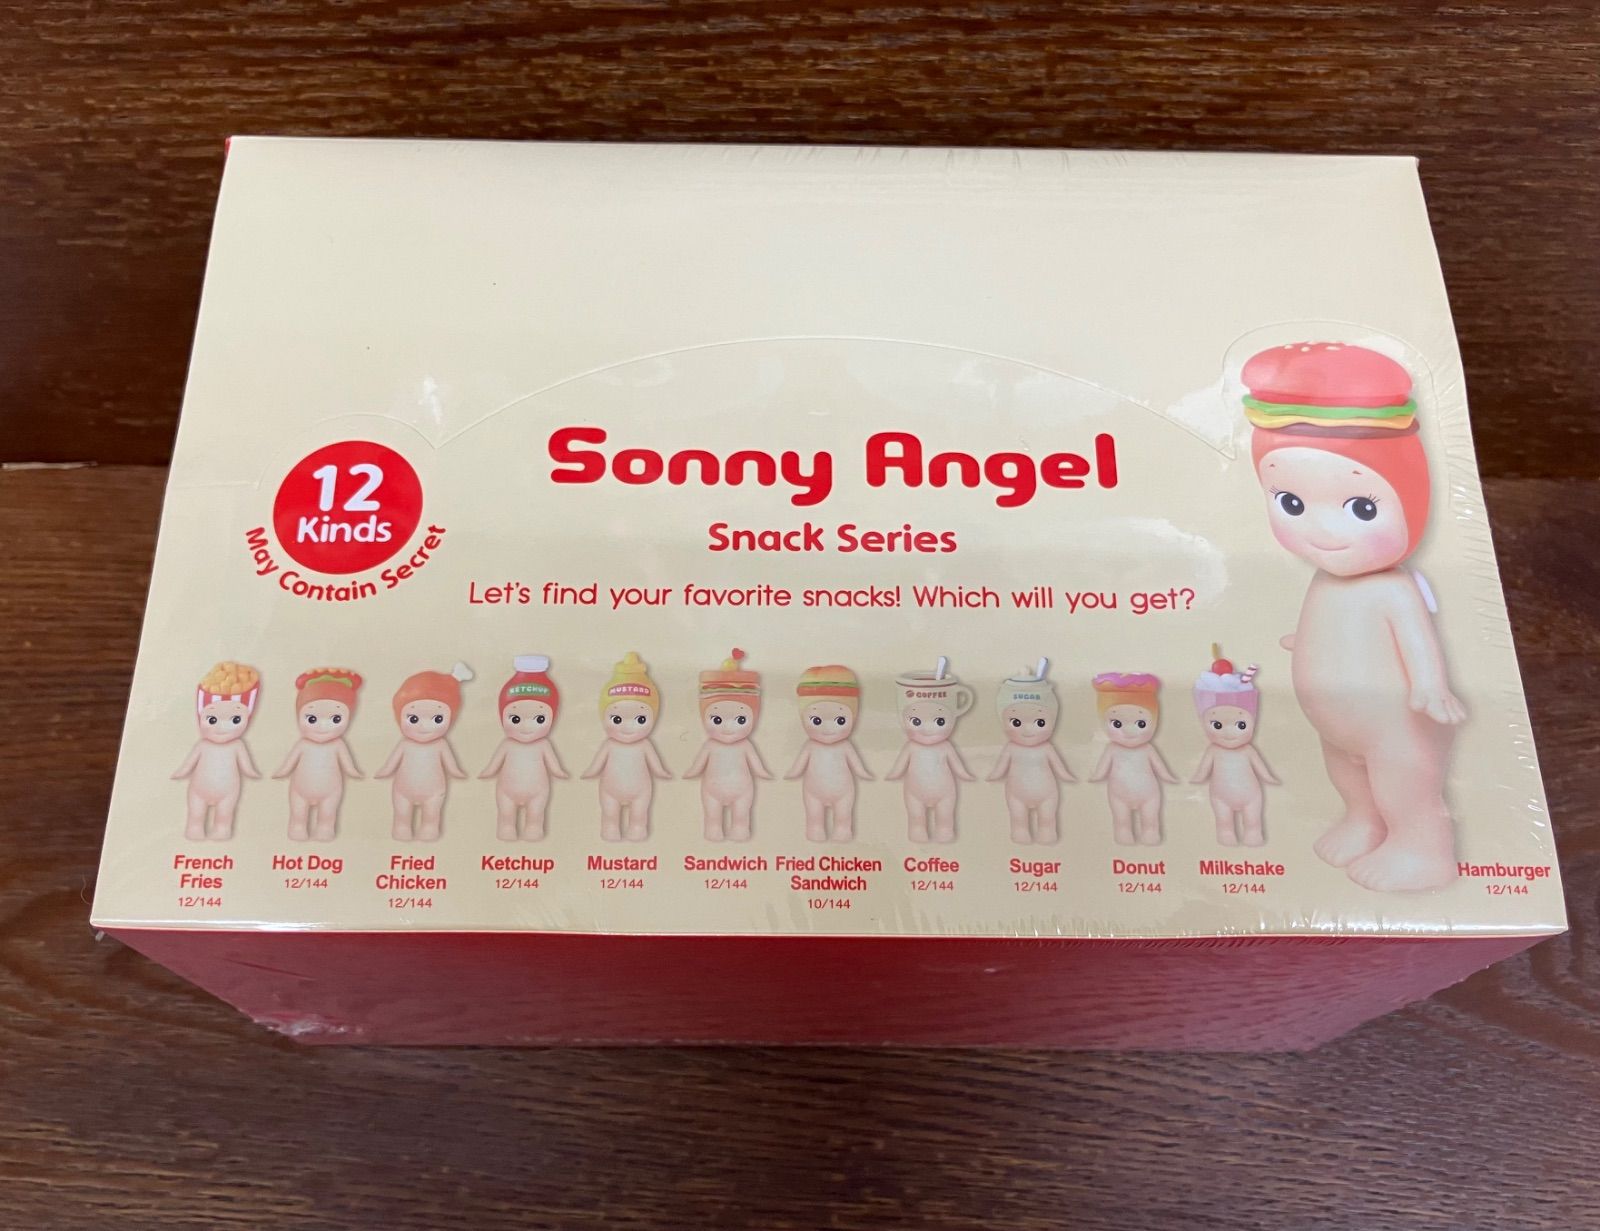 12
Kinds
May Contain Secret
Sonny Angel
Snack Series
Let's find your favorite snacks! Which will you get?
KETCHUP
MUSTARD
COFFEE
SUGAR
French
Fries
12/144
Hot Dog
12/144
Fried
Chicken
12/144
Ketchup
12/144
Mustard
12/144
Sandwich
12/144
Fried Chicken
Sandwich
10/144
Coffee
12/144
Sugar
12/144
Donut
12/144
Milkshake
12/144
Hamburger
12/144